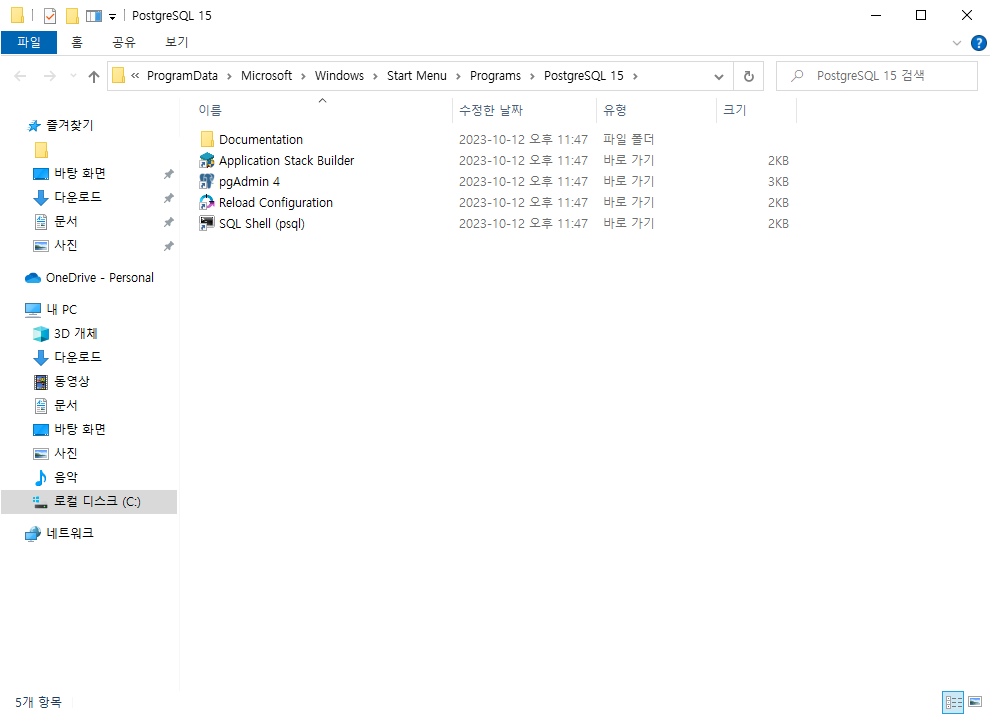 PostgreSQL 15
파일 홈 공유 보기
« ProgramData › Microsoft › Windows › Start Menu › Programs › PostgreSQL 15 ›
PostgreSQL 15 검색
이름 수정한 날짜 유형 크기
Documentation 2023-10-12 오후 11:47 파일 폴더
Application Stack Builder 2023-10-12 오후 11:47 바로 가기 2KB
pgAdmin 4 2023-10-12 오후 11:47 바로 가기 3KB
Reload Configuration 2023-10-12 오후 11:47 바로 가기 2KB
SQL Shell (psql) 2023-10-12 오후 11:47 바로 가기 2KB
즐겨찾기
바탕 화면
다운로드
문서
사진
OneDrive - Personal
내 PC
3D 개체
다운로드
동영상
문서
바탕 화면
사진
음악
로컬 디스크 (C:)
네트워크
5개 항목